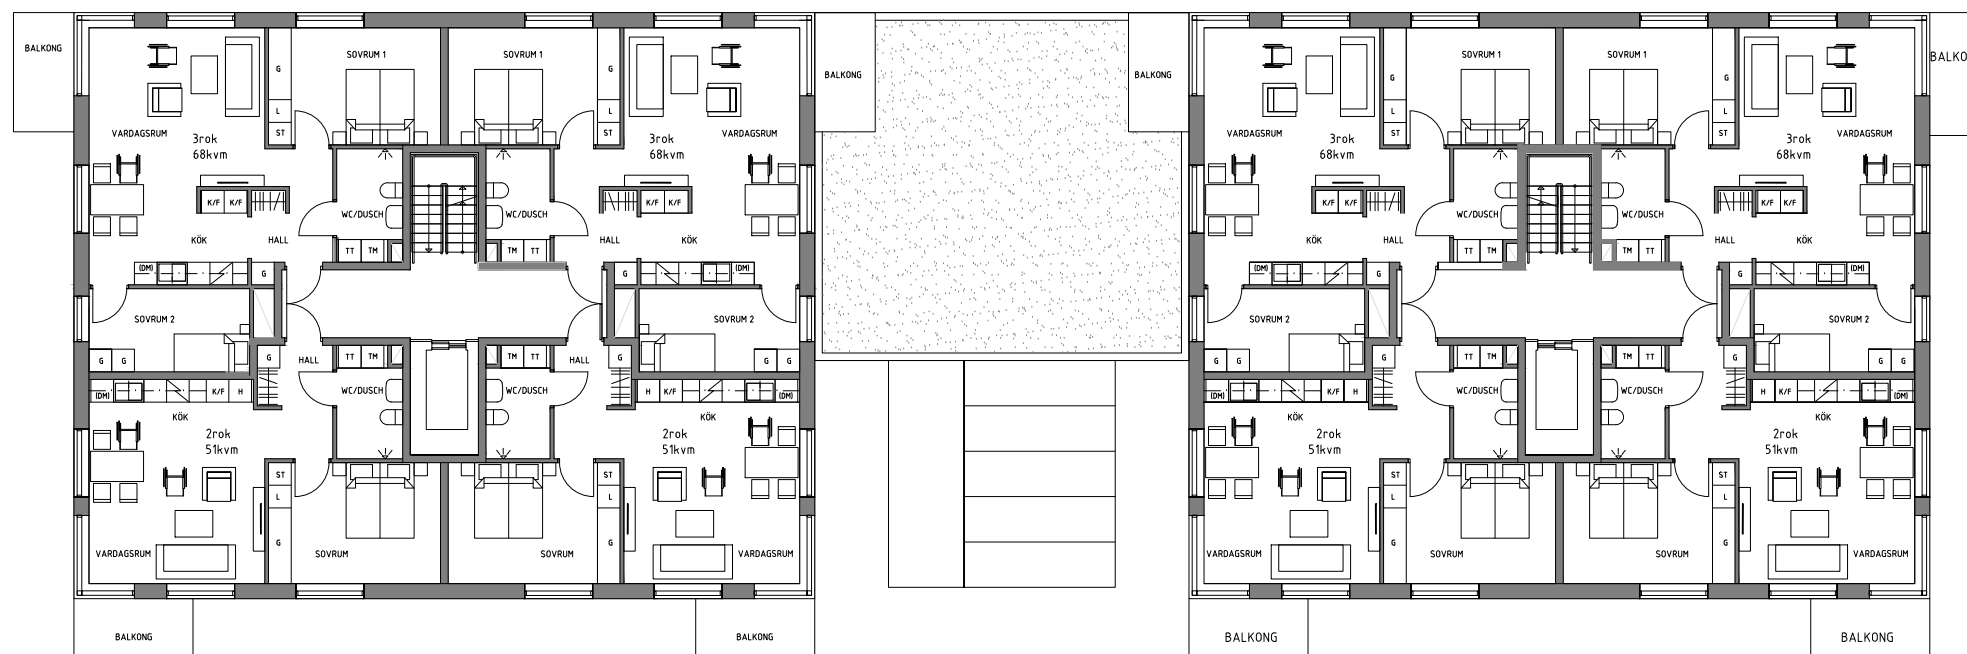 BALKONG
SOVRUM 1
SOVRUM 1
G
G
L
L
ST
ST
VARDAGSRUM
VARDAGSRUM
3rok
68kvm
3rok
68kvm
K/F K/F
K/F K/F
WC/DUSCH
WC/DUSCH
KÖK
HALL
HALL
KÖK
TT TM
TM TT
(DM)
G
G
(DM)
SOVRUM 2
SOVRUM 2
G G
G
HALL
TT TM
TM TT
HALL
G
G G
(DM)
K/F H
WC/DUSCH
WC/DUSCH
H K/F
(DM)
KÖK
KÖK
2rok
51kvm
2rok
51kvm
ST
ST
L
L
G
G
VARDAGSRUM
SOVRUM
SOVRUM
VARDAGSRUM
BALKONG
BALKONG
BALKONG
BALKONG
SOVRUM 1
SOVRUM 1
BALKO
G
G
L
L
ST
ST
VARDAGSRUM
VARDAGSRUM
3rok
68kvm
3rok
68kvm
K/F K/F
K/F K/F
WC/DUSCH
WC/DUSCH
KÖK
HALL
HALL
KÖK
TT TM
TM TT
(DM)
G
G
(DM)
SOVRUM 2
SOVRUM 2
G G
G
TT TM
TM TT
G
G G
(DM)
K/F H
WC/DUSCH
WC/DUSCH
H K/F
(DM)
KÖK
KÖK
2rok
51kvm
2rok
51kvm
ST
ST
L
L
G
G
VARDAGSRUM
SOVRUM
SOVRUM
VARDAGSRUM
BALKONG
BALKONG